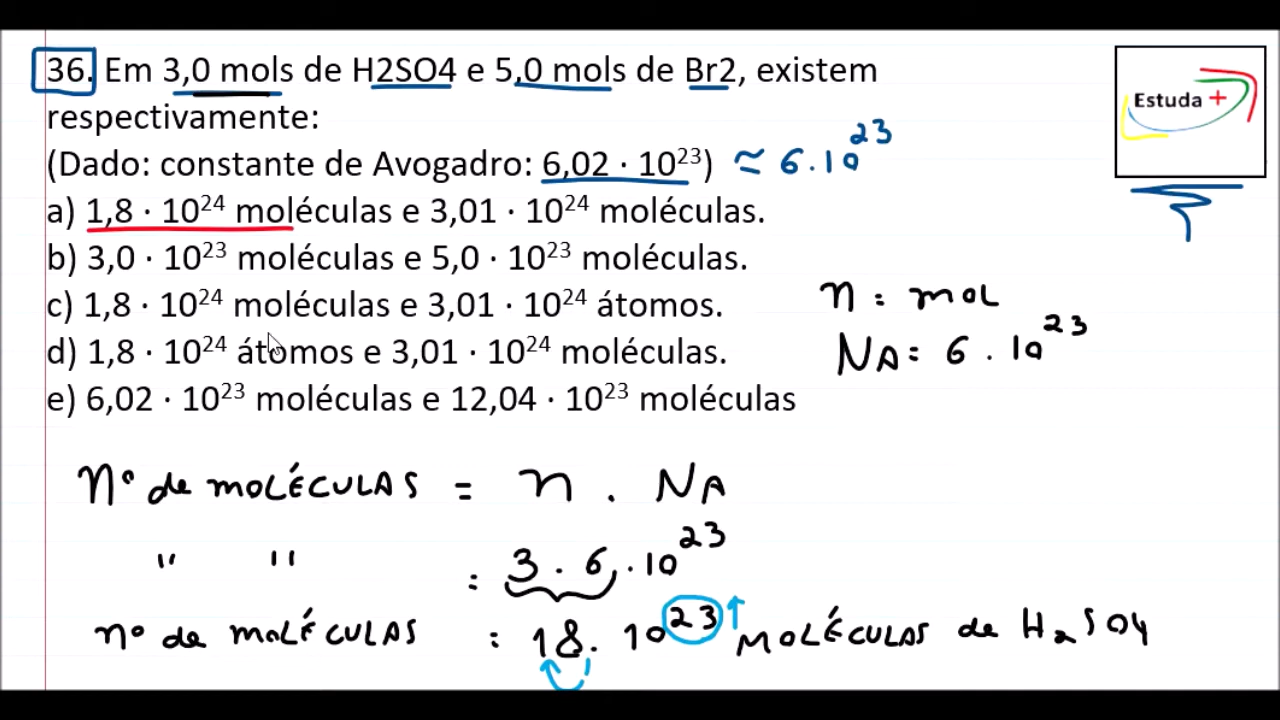 36. Em 3,0 mols de H2SO4 e 5,0 mols de Br2, existem
respectivamente:
(Dado: constante de Avogadro: 6,02 · 10²³) ≃ 6.10²³
a) 1,8 · 10²⁴ moléculas e 3,01 · 10²⁴ moléculas.
b) 3,0 · 10²³ moléculas e 5,0 · 10²³ moléculas.
c) 1,8 · 10²⁴ moléculas e 3,01 · 10²⁴ átomos.
d) 1,8 · 10²⁴ átomos e 3,01 · 10²⁴ moléculas.
e) 6,02 · 10²³ moléculas e 12,04 · 10²³ moléculas
Estuda +
n = mol
NA = 6 . 10²³
Nº de MOLÉCULAS = n . NA
" " = 3 . 6 . 10²³
nº de MOLÉCULAS = 18. 10²³ MOLÉCULAS de H₂SO₄